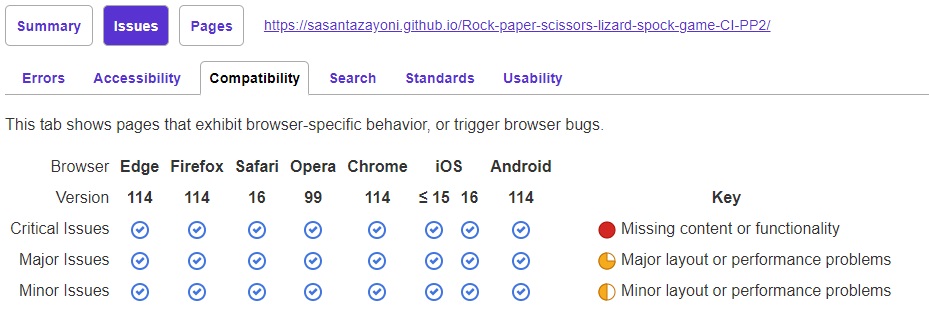 Summary Issues Pages https://sasantazayoni.github.io/Rock-paper-scissors-lizard-spock-game-CI-PP2/
Errors Accessibility Compatibility Search Standards Usability
This tab shows pages that exhibit browser-specific behavior, or trigger browser bugs.
Browser Edge Firefox Safari Opera Chrome iOS Android
Version 114 114 16 99 114 ≤ 15 16 114 Key
Critical Issues Missing content or functionality
Major Issues Major layout or performance problems
Minor Issues Minor layout or performance problems